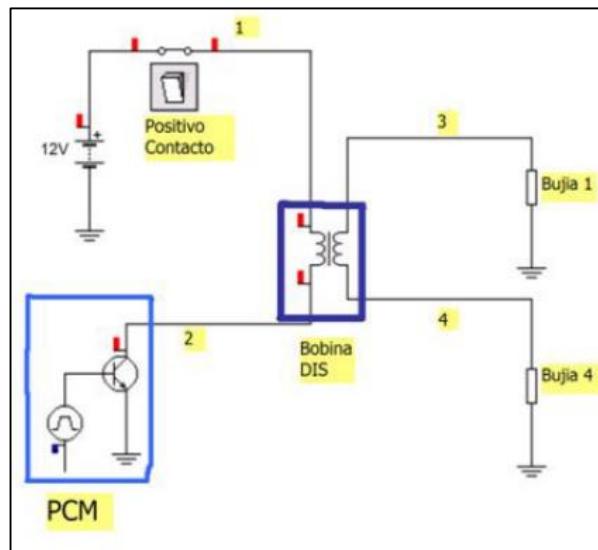 1
Positivo
Contacto
12V
+
3
Bujia 1
2
Bobina
DIS
4
Bujia 4
PCM